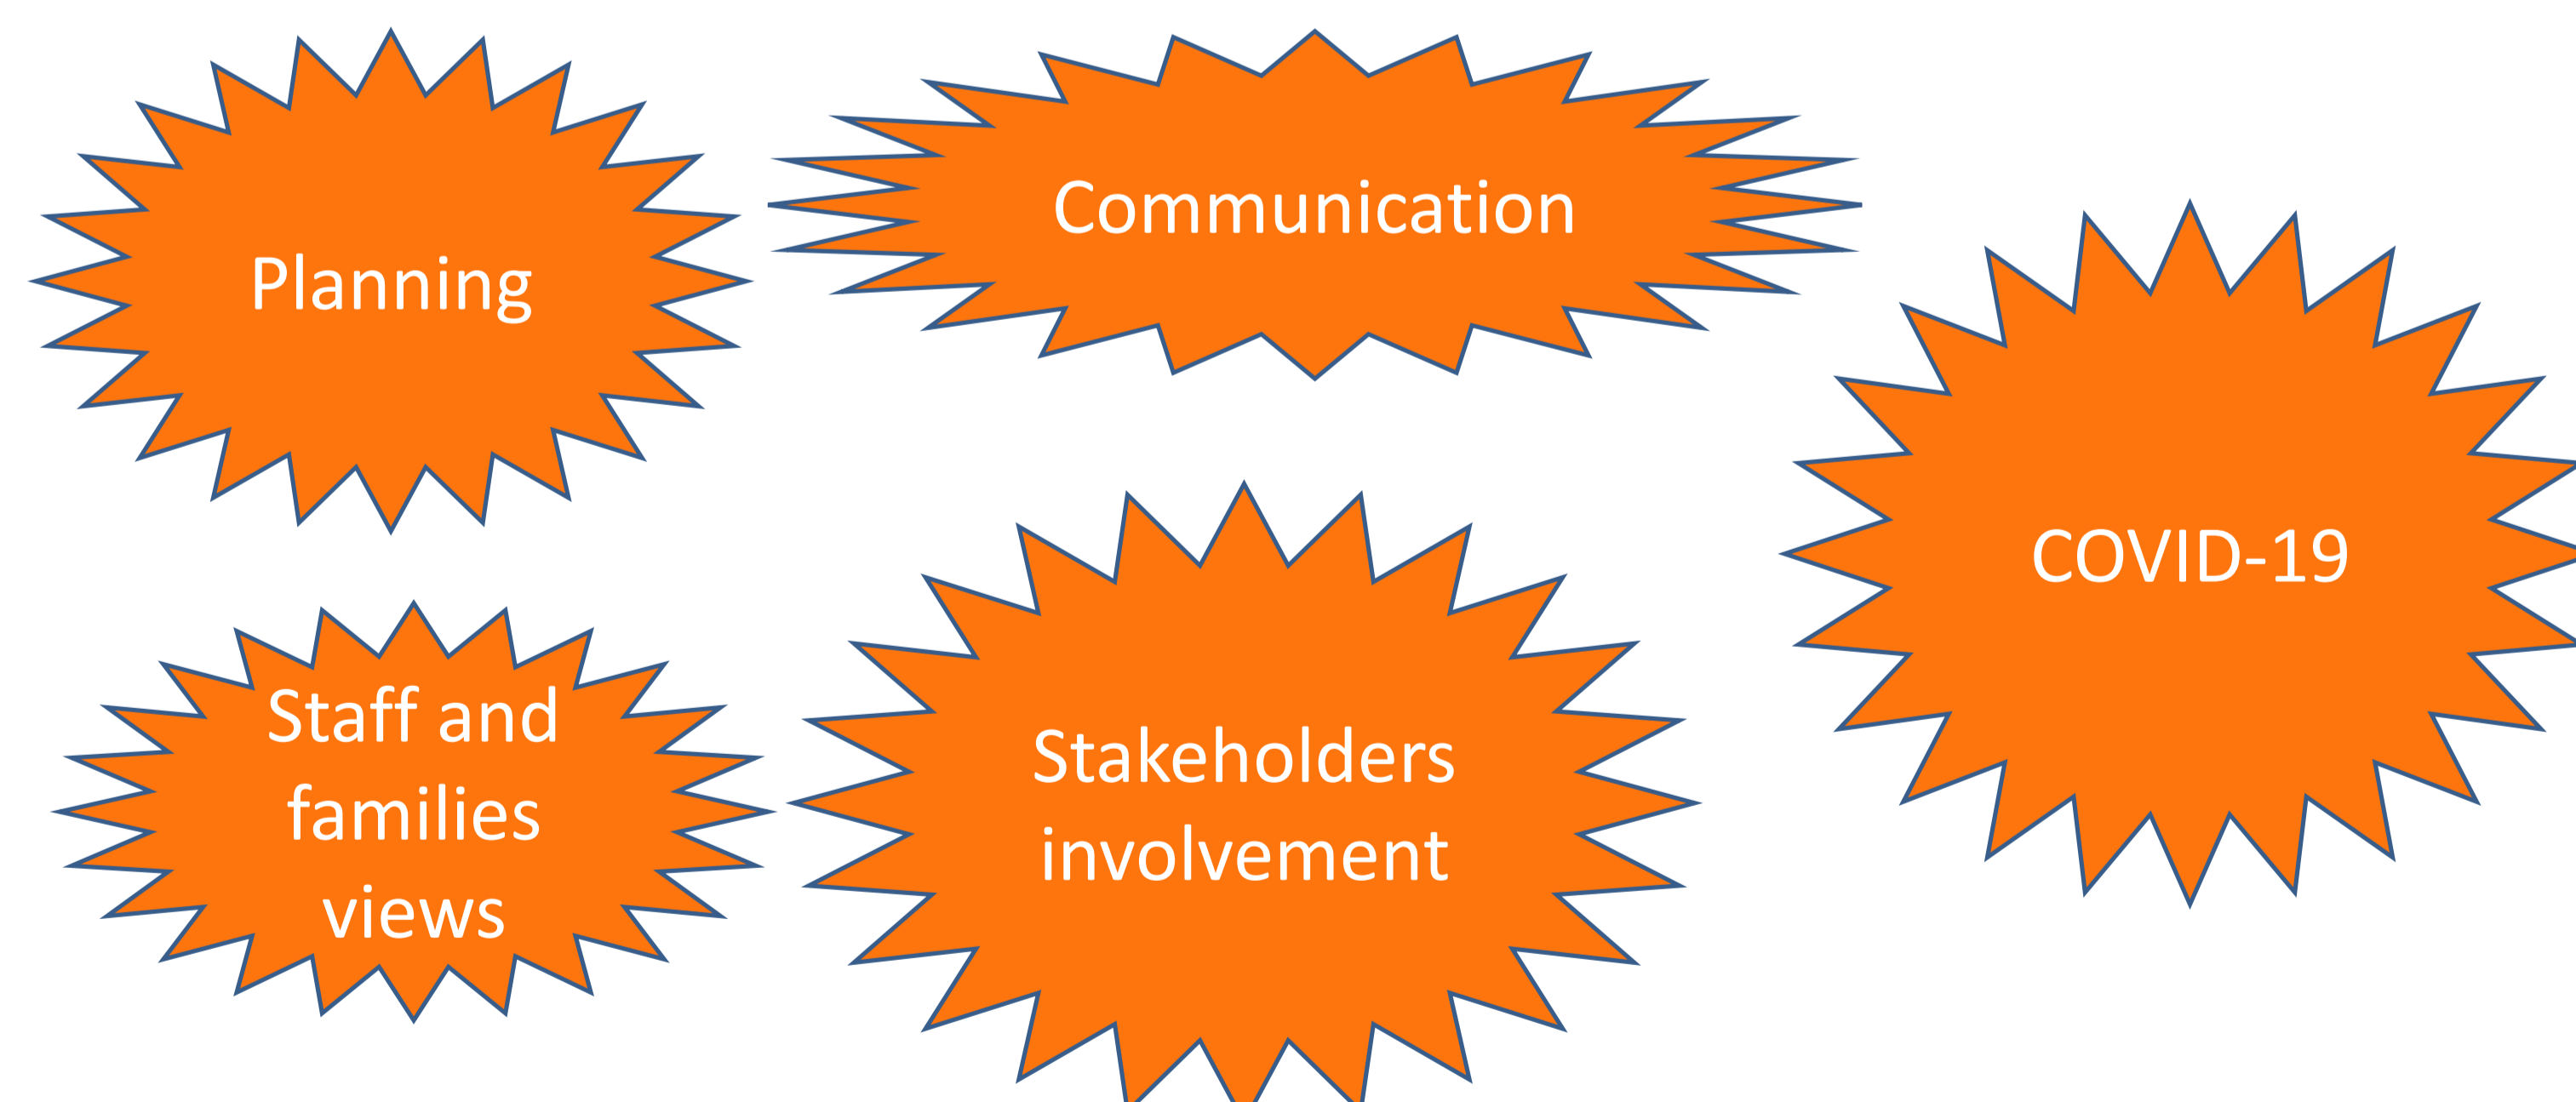 Planning
Communication
COVID-19
Staff and
families
views
Stakeholders
involvement